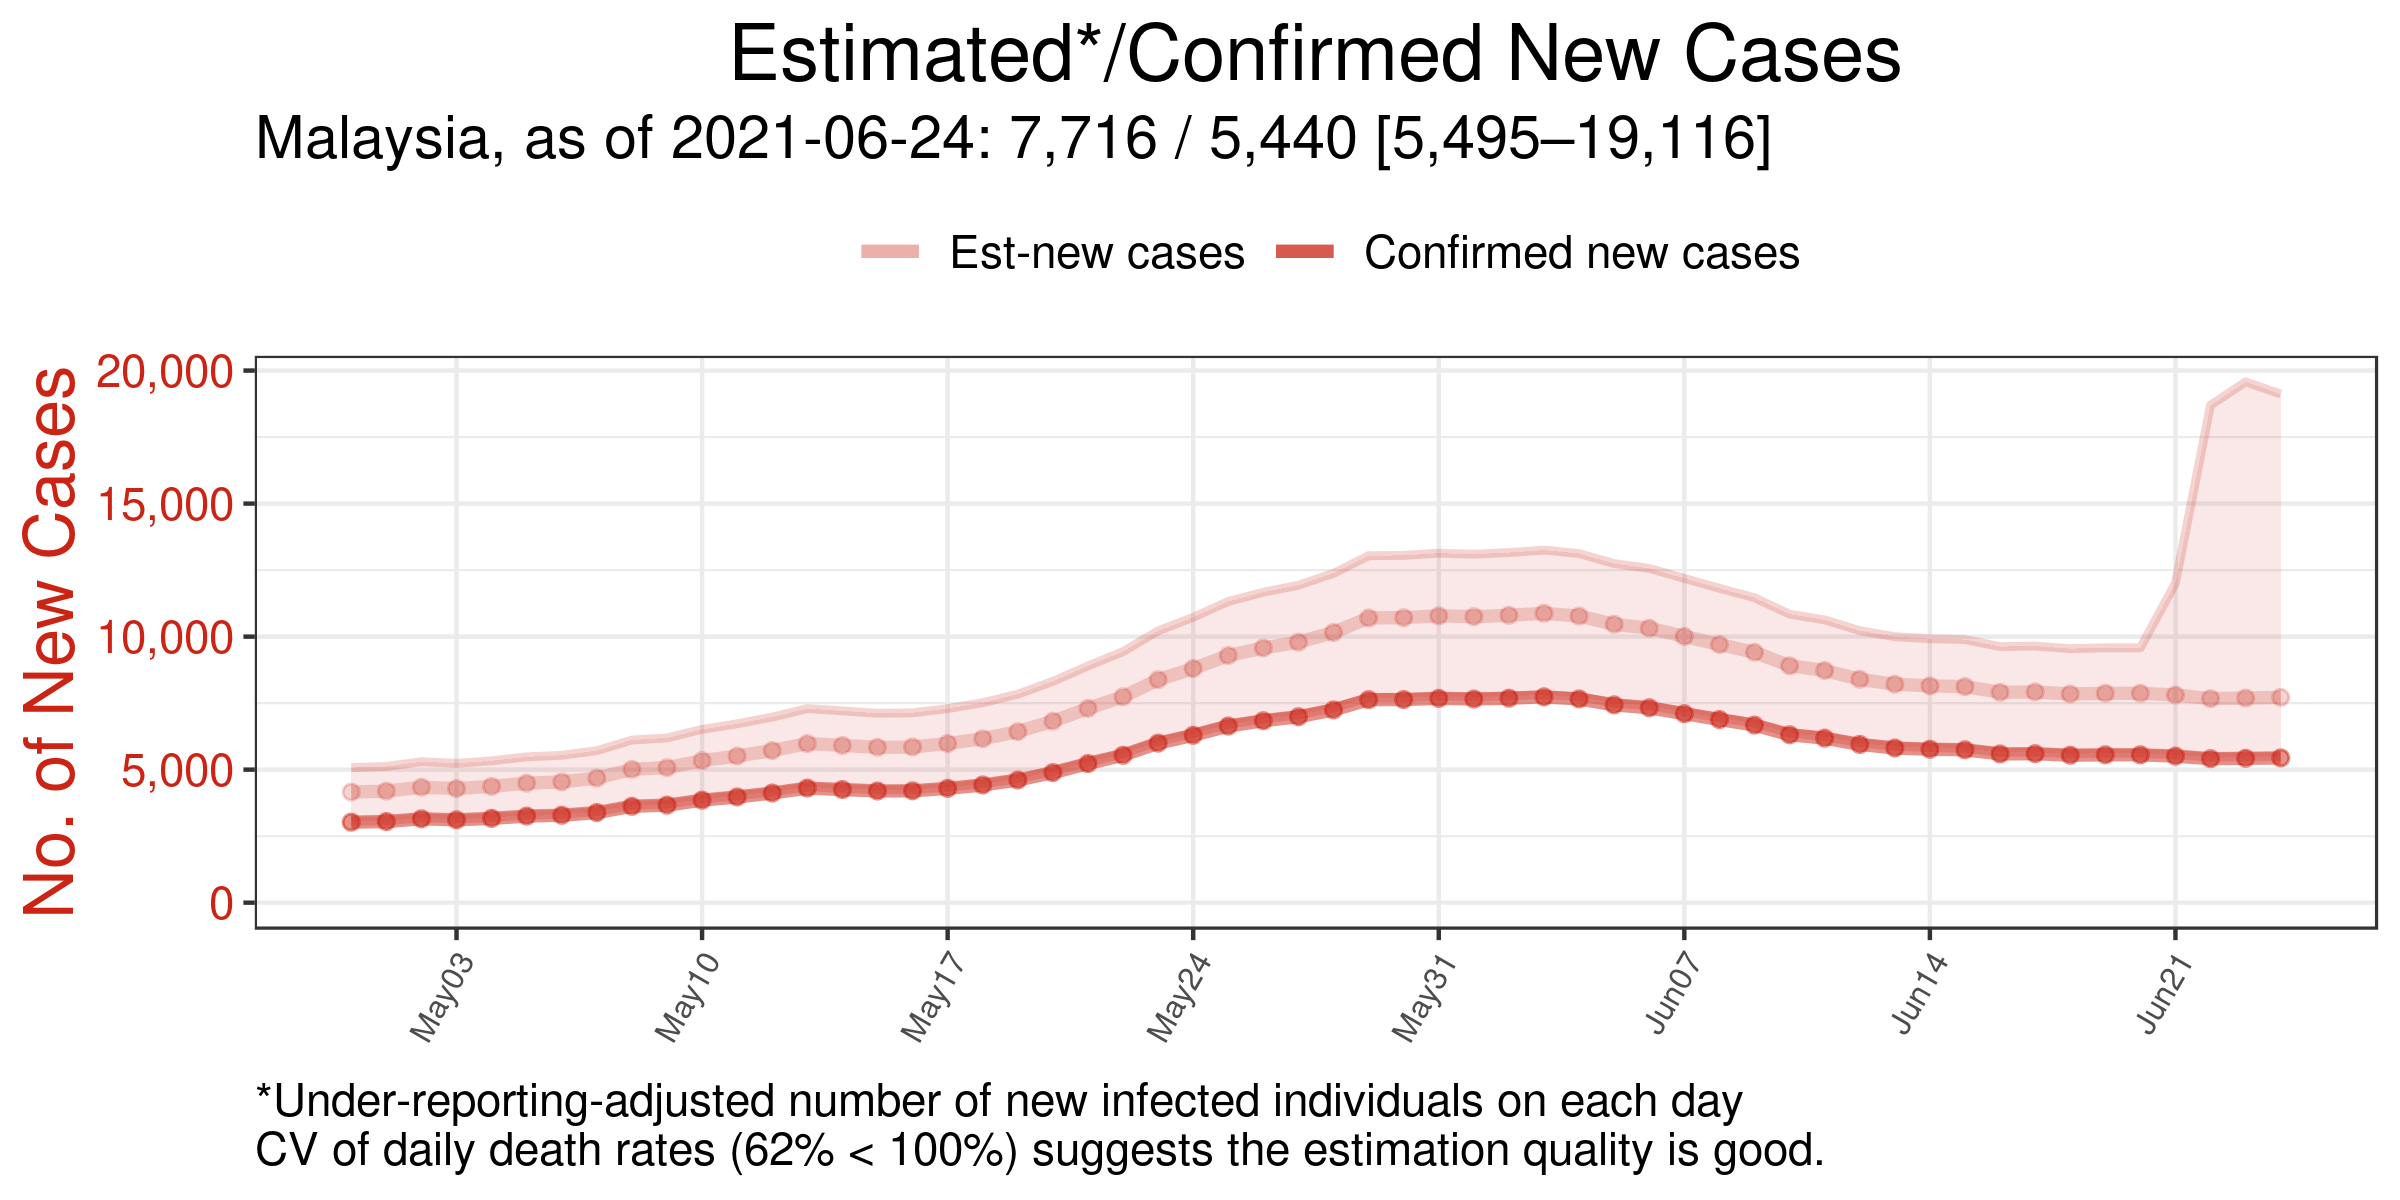 Estimated*/Confirmed New Cases
Malaysia, as of 2021-06-24: 7,716 / 5,440 [5,495–19,116]
Est-new cases
Confirmed new cases
No. of New Cases
20,000
15,000
10,000
5,000
0
May03
May10
May17
May24
May31
Jun07
Jun14
Jun21
*Under-reporting-adjusted number of new infected individuals on each day
CV of daily death rates (62% < 100%) suggests the estimation quality is good.